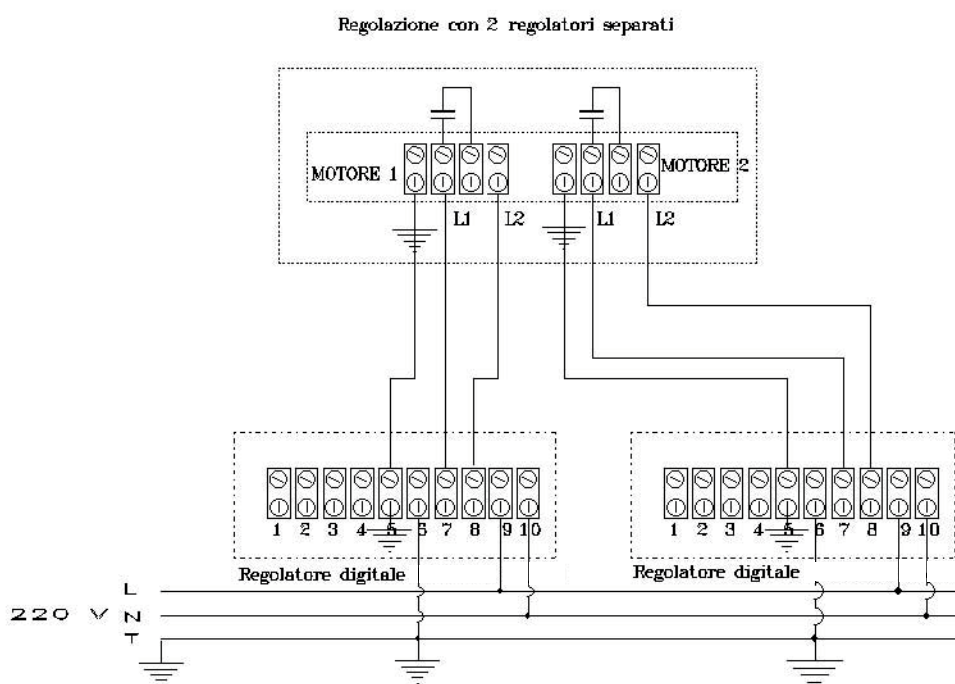 Regolazione con 2 regolatori separati
MOTORE 1
MOTORE 2
L1 L2 L1 L2
1 2 3 4 5 6 7 8 9 10
1 2 3 4 5 6 7 8 9 10
Regolatore digitale
Regolatore digitale
L
220 V N
T